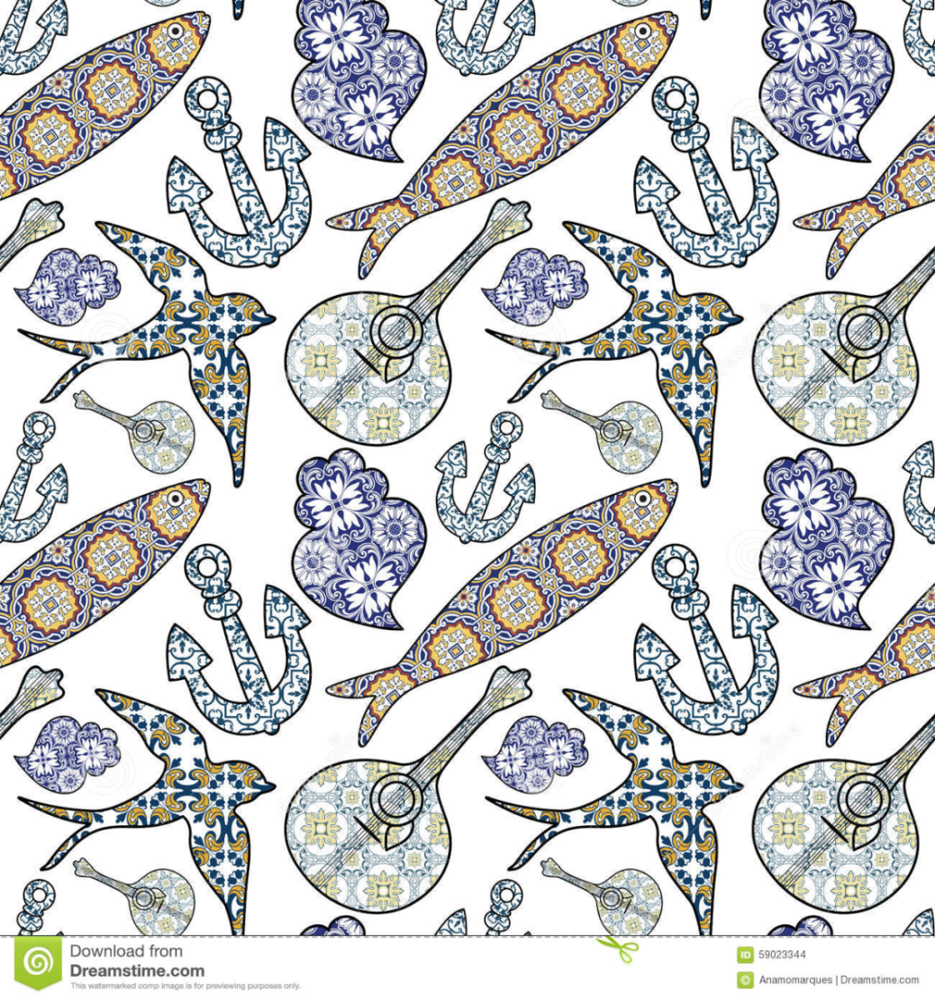 Download from
Dreamstime.com
This watermarked comp image is for previewing purposes only.
ID 59023344
© Anamomarques | Dreamstime.com